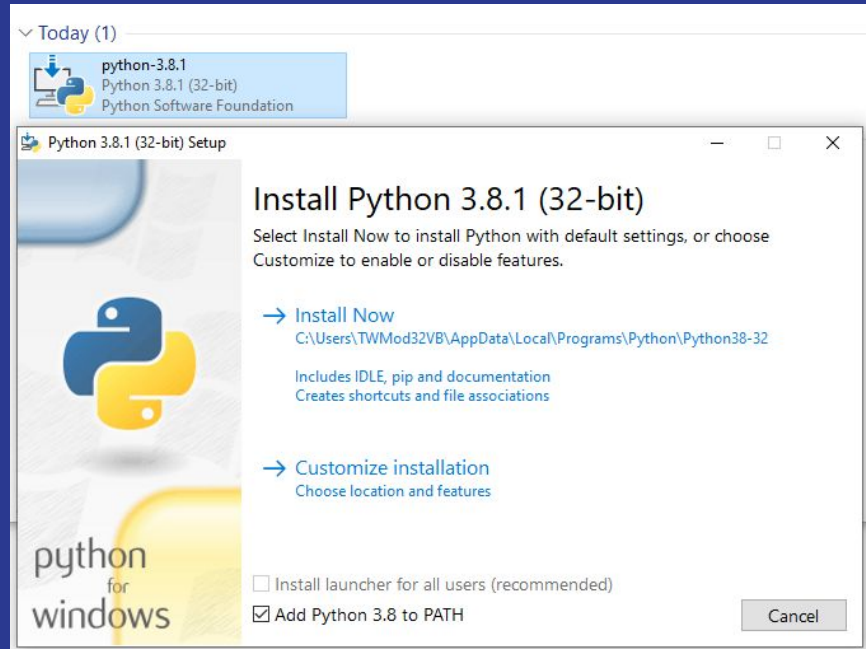 Today (1)
python-3.8.1
Python 3.8.1 (32-bit)
Python Software Foundation
Python 3.8.1 (32-bit) Setup
Install Python 3.8.1 (32-bit)
Select Install Now to install Python with default settings, or choose
Customize to enable or disable features.
Install Now
C:\Users\TWMod32VB\AppData\Local\Programs\Python\Python38-32
Includes IDLE, pip and documentation
Creates shortcuts and file associations
Customize installation
Choose location and features
python
for
windows
Install launcher for all users (recommended)
Add Python 3.8 to PATH
Cancel